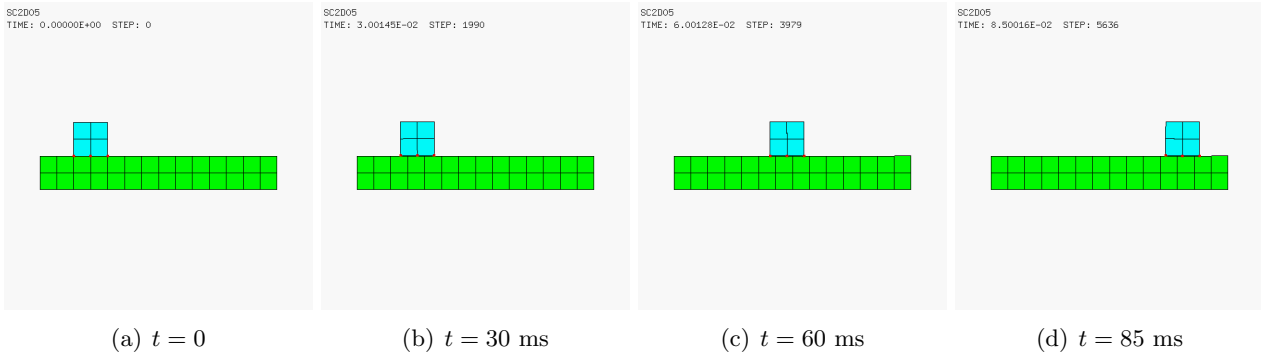 SC2D05
TIME: 0.00000E+00 STEP: 0
SC2D05
TIME: 3.00145E-02 STEP: 1990
SC2D05
TIME: 6.00128E-02 STEP: 3979
SC2D05
TIME: 8.50016E-02 STEP: 5636
(a) t = 0
(b) t = 30 ms
(c) t = 60 ms
(d) t = 85 ms